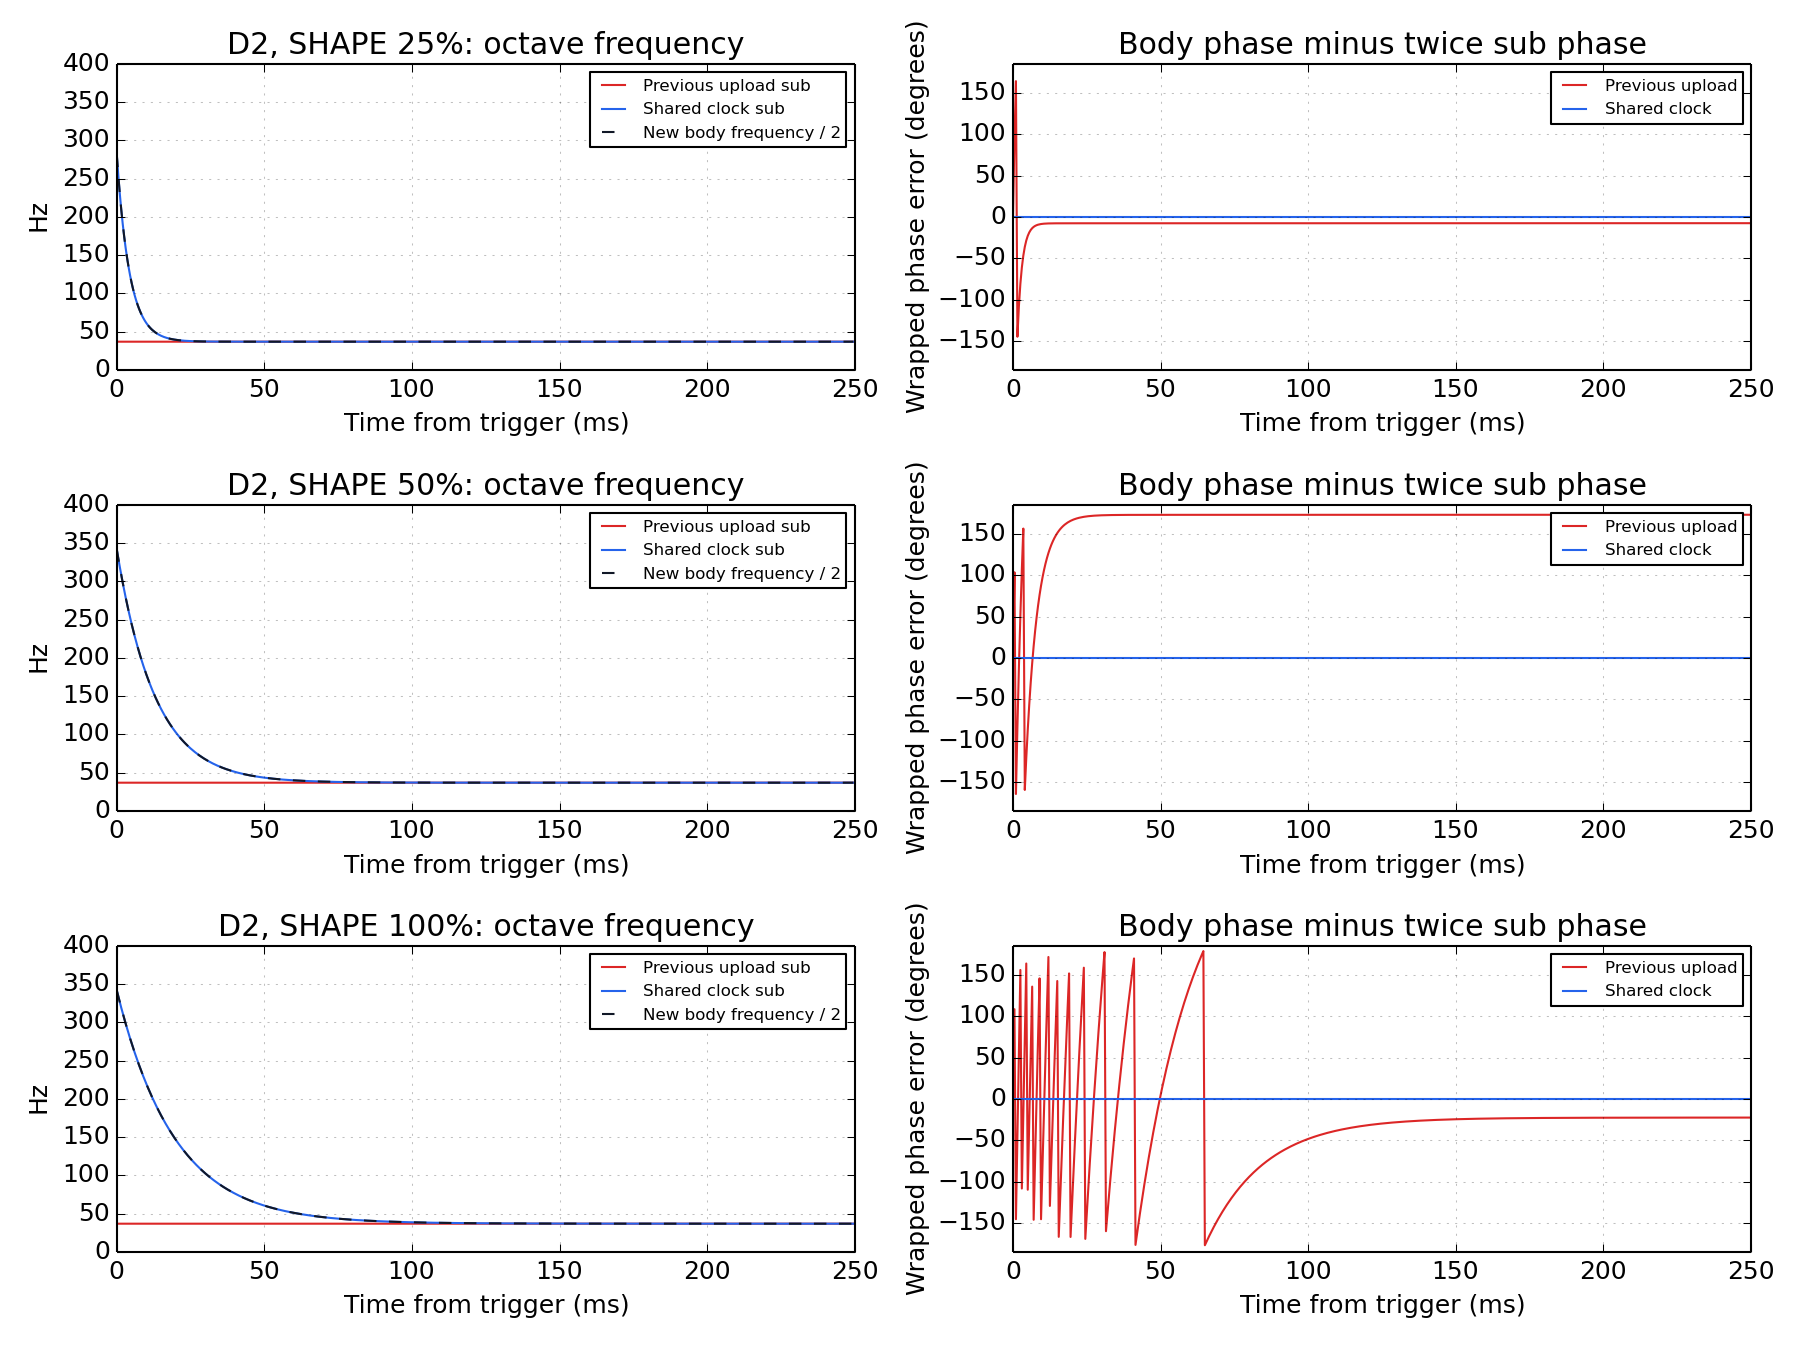 D2, SHAPE 25%: octave frequency
400
350
300
250
200
150
100
50
0
Hz
Previous upload sub
Shared clock sub
New body frequency / 2
0 50 100 150 200 250
Time from trigger (ms)
Body phase minus twice sub phase
150
100
50
0
−50
−100
−150
Wrapped phase error (degrees)
Previous upload
Shared clock
0 50 100 150 200 250
Time from trigger (ms)
D2, SHAPE 50%: octave frequency
400
350
300
250
200
150
100
50
0
Hz
Previous upload sub
Shared clock sub
New body frequency / 2
0 50 100 150 200 250
Time from trigger (ms)
Body phase minus twice sub phase
150
100
50
0
−50
−100
−150
Wrapped phase error (degrees)
Previous upload
Shared clock
0 50 100 150 200 250
Time from trigger (ms)
D2, SHAPE 100%: octave frequency
400
350
300
250
200
150
100
50
0
Hz
Previous upload sub
Shared clock sub
New body frequency / 2
0 50 100 150 200 250
Time from trigger (ms)
Body phase minus twice sub phase
150
100
50
0
−50
−100
−150
Wrapped phase error (degrees)
Previous upload
Shared clock
0 50 100 150 200 250
Time from trigger (ms)